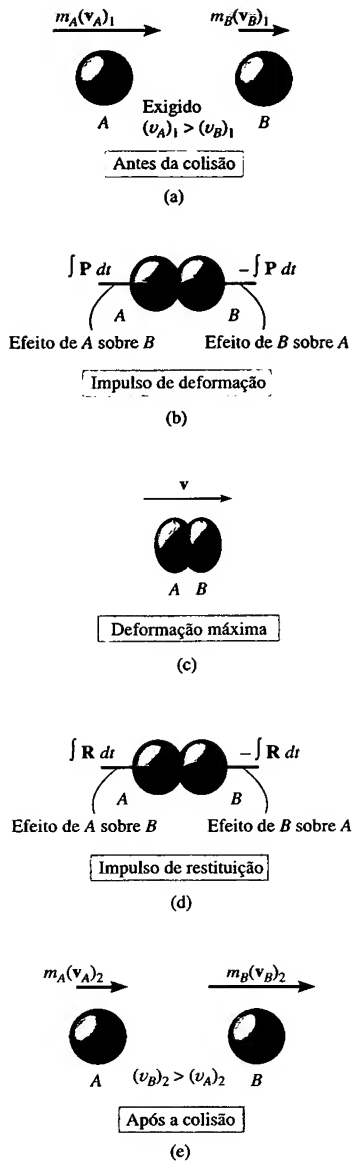 m_A(v_A)_1 m_B(v_B)_1
A Exigido B
(v_A)_1 > (v_B)_1
Antes da colisão
(a)
∫ P dt −∫ P dt
A B
Efeito de A sobre B Efeito de B sobre A
Impulso de deformação
(b)
v
A B
Deformação máxima
(c)
∫ R dt −∫ R dt
A B
Efeito de A sobre B Efeito de B sobre A
Impulso de restituição
(d)
m_A(v_A)_2 m_B(v_B)_2
A (v_B)_2 > (v_A)_2 B
Após a colisão
(e)